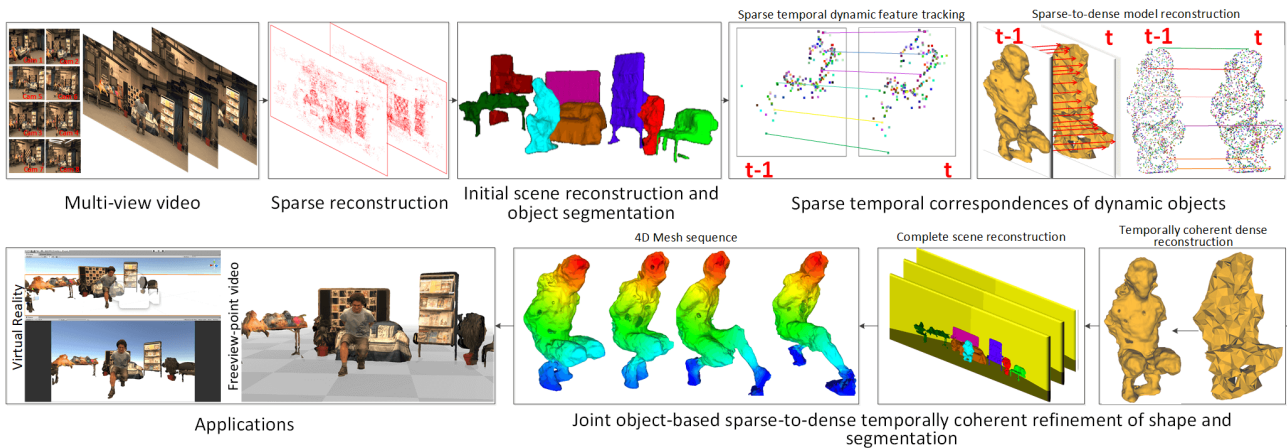 Sparse temporal dynamic feature tracking
Sparse-to-dense model reconstruction
Cam 1
t-1
t
t-1
t
t-1
t
Multi-view video
Sparse reconstruction
Initial scene reconstruction and
object segmentation
Sparse temporal correspondences of dynamic objects
Virtual Reality
Freeview-point video
4D Mesh sequence
Complete scene reconstruction
Temporally coherent dense
reconstruction
Applications
Joint object-based sparse-to-dense temporally coherent refinement of shape and
segmentation